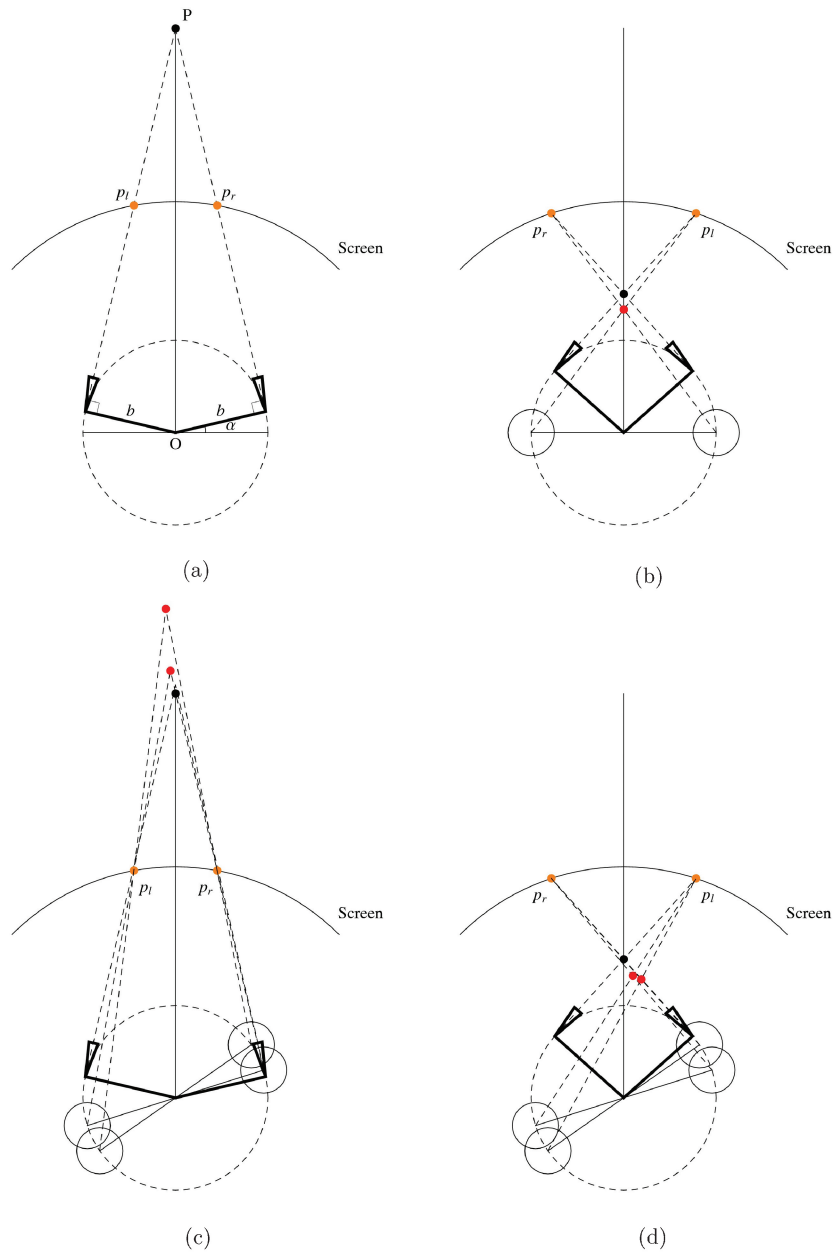 P
p_l p_r
Screen
b b
α
O
(a)
p_r p_l
Screen
(b)
p_l p_r
Screen
(c)
p_r p_l
Screen
(d)